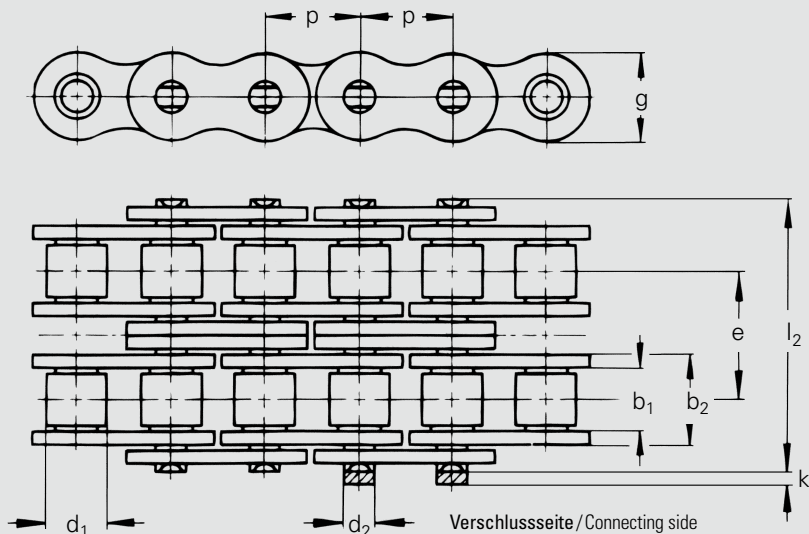 p p
g
e
l₂
b₁ b₂
k
d₁ d₂
Verschlussseite / Connecting side